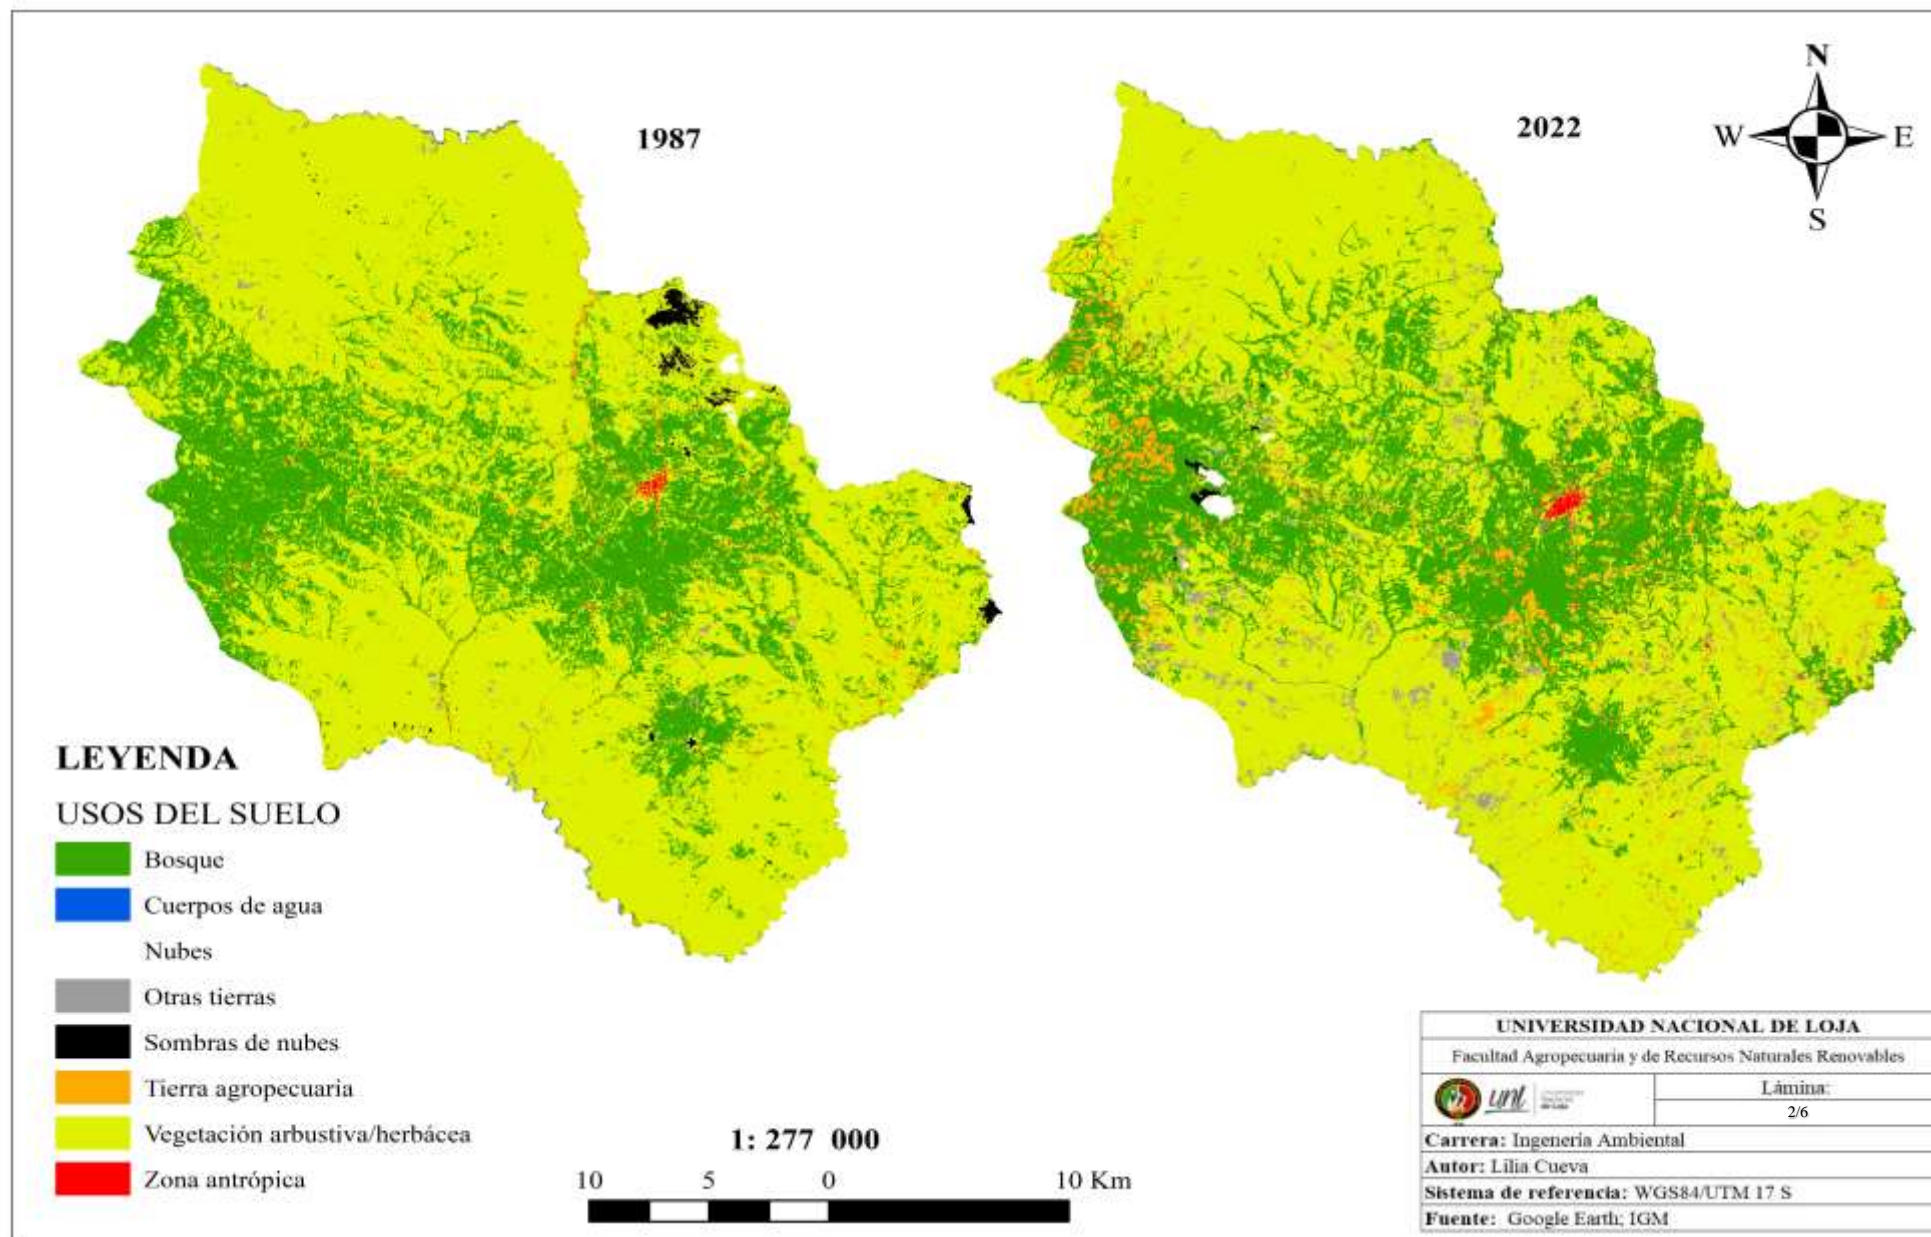 1987
2022
N
W
E
S
LEYENDA
USOS DEL SUELO
Bosque
Cuerpos de agua
Nubes
Otras tierras
Sombras de nubes
Tierra agropecuaria
Vegetación arbustiva/herbácea
Zona antrópica
1: 277 000
10 5 0 10 Km
UNIVERSIDAD NACIONAL DE LOJA
Facultad Agropecuaria y de Recursos Naturales Renovables
unl
Lámina:
2/6
Carrera: Ingenería Ambiental
Autor: Lilia Cueva
Sistema de referencia: WGS84/UTM 17 S
Fuente: Google Earth; IGM